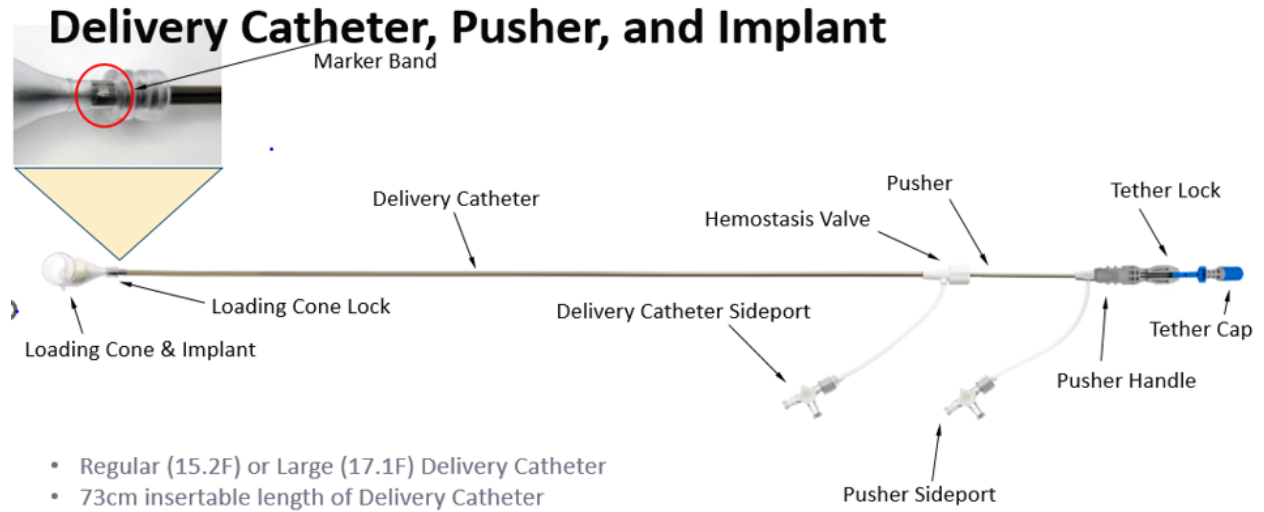 Delivery Catheter, Pusher, and Implant
Marker Band
Pusher
Tether Lock
Delivery Catheter
Hemostasis Valve
Loading Cone Lock
Delivery Catheter Sideport
Tether Cap
Loading Cone & Implant
Pusher Handle
• Regular (15.2F) or Large (17.1F) Delivery Catheter
• 73cm insertable length of Delivery Catheter
Pusher Sideport